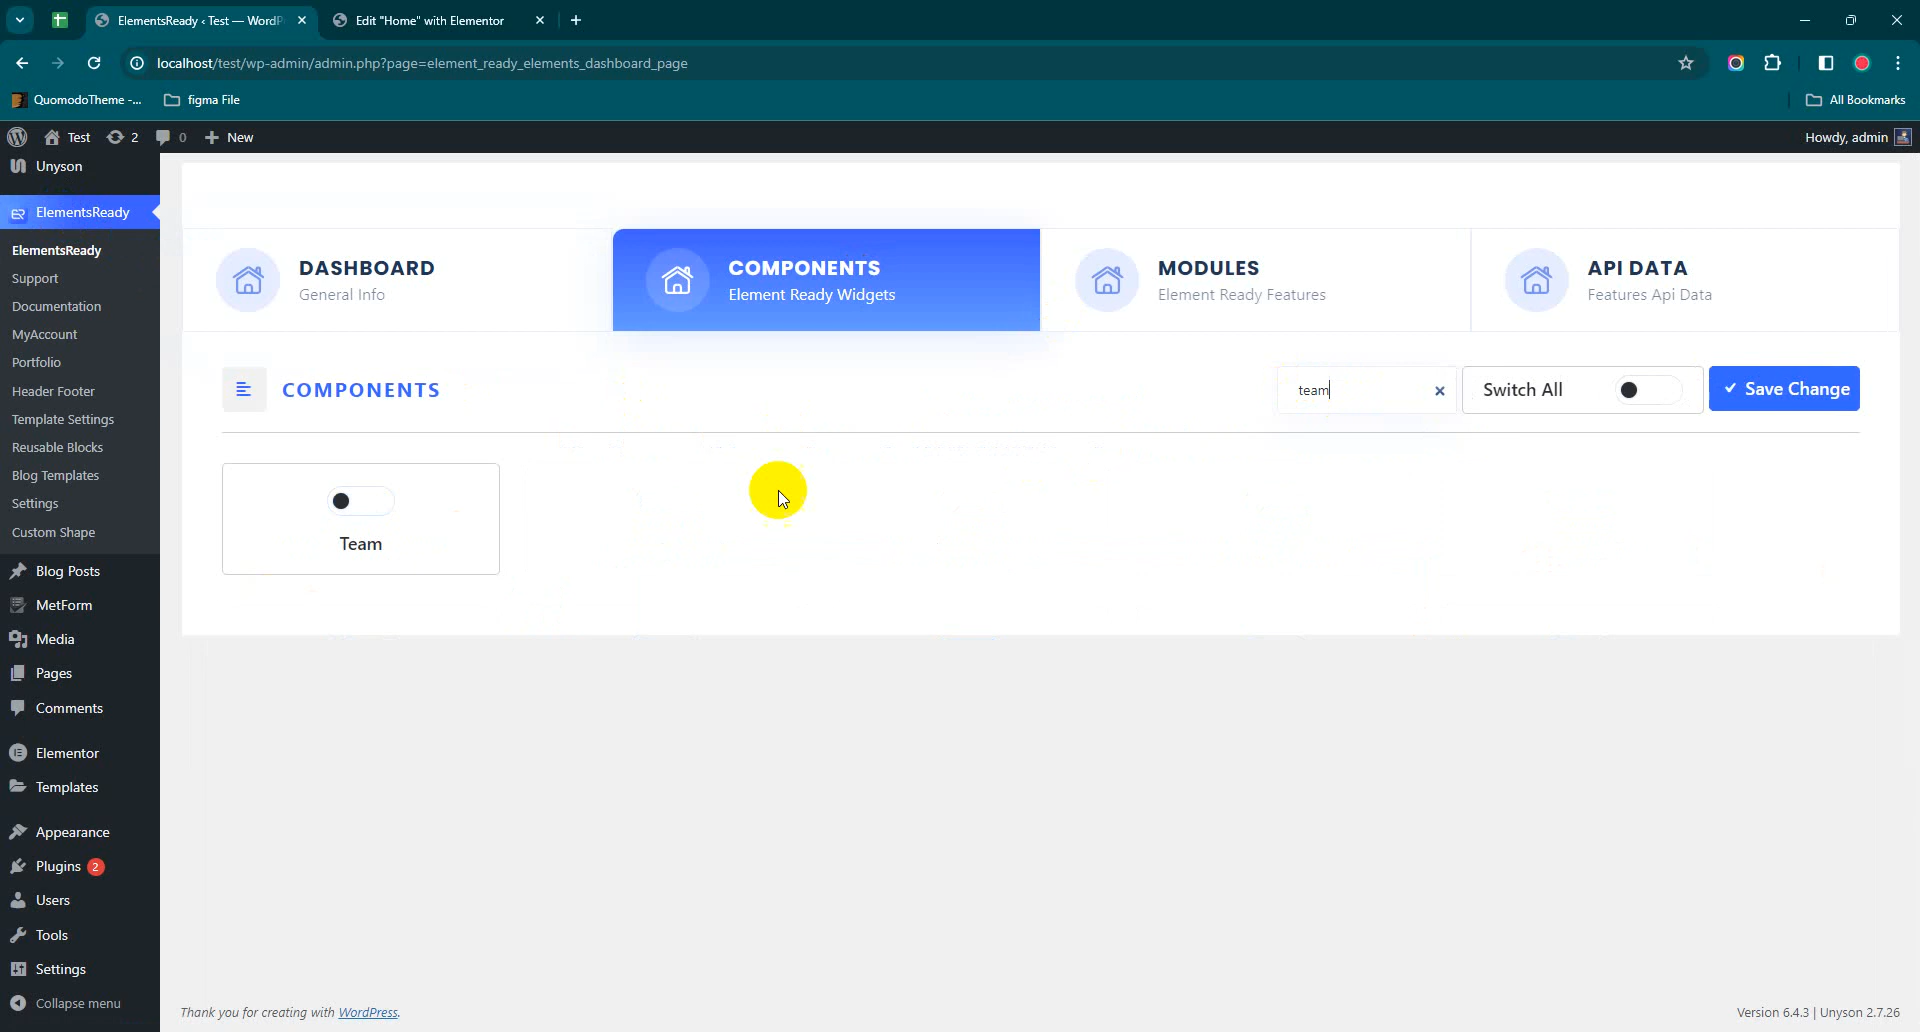 ElementsReady ‹ Test — WordP
Edit "Home" with Elementor
localhost/test/wp-admin/admin.php?page=element_ready_elements_dashboard_page
QuomodoTheme -...
figma File
All Bookmarks
Test
2
0
New
Howdy, admin
Unyson
ElementsReady
ElementsReady
Support
Documentation
MyAccount
Portfolio
Header Footer
Template Settings
Reusable Blocks
Blog Templates
Settings
Custom Shape
Blog Posts
MetForm
Media
Pages
Comments
Elementor
Templates
Appearance
Plugins 2
Users
Tools
Settings
Collapse menu
DASHBOARD
General Info
COMPONENTS
Element Ready Widgets
MODULES
Element Ready Features
API DATA
Features Api Data
COMPONENTS
team
Switch All
Save Change
Team
Thank you for creating with WordPress.
Version 6.4.3 | Unyson 2.7.26